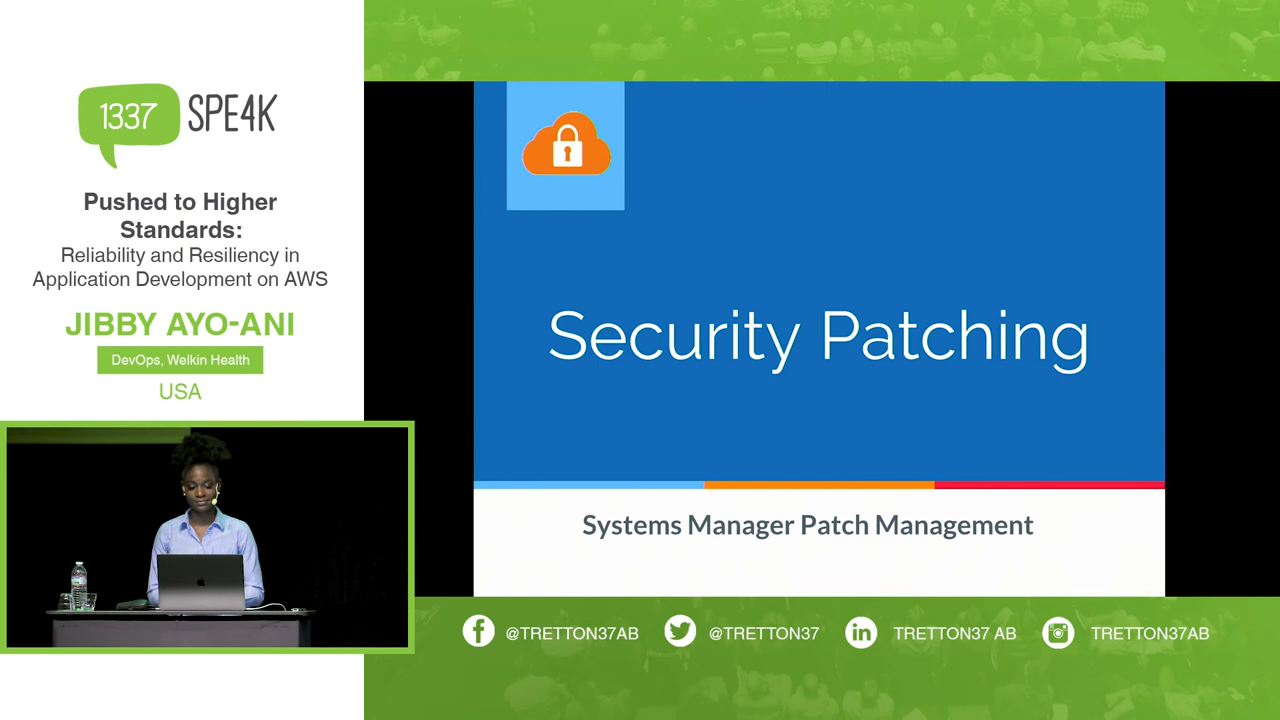 1337 SPE4K
Pushed to Higher
Standards:
Reliability and Resiliency in
Application Development on AWS
JIBBY AYO-ANI
DevOps, Welkin Health
USA
Security Patching
Systems Manager Patch Management
@TRETTON37AB
@TRETTON37
TRETTON37 AB
TRETTON37AB